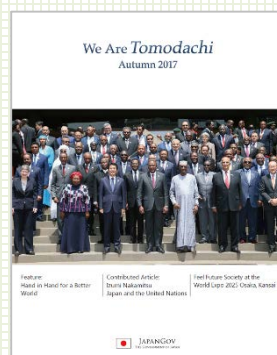 We Are Tomodachi
Autumn 2017
Feature:
Hand in Hand for a Better
World
Contributed Article:
Izumi Nakamitsu
Japan and the United Nations
Feel Future Society at the
World Expo 2025 Osaka, Kansai
JAPANGOV